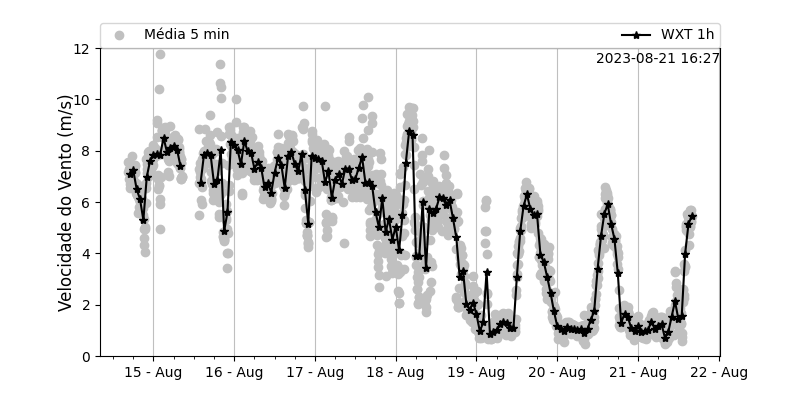 Média 5 min
WXT 1h
2023-08-21 16:27
Velocidade do Vento (m/s)
12
10
8
6
4
2
0
15 - Aug
16 - Aug
17 - Aug
18 - Aug
19 - Aug
20 - Aug
21 - Aug
22 - Aug